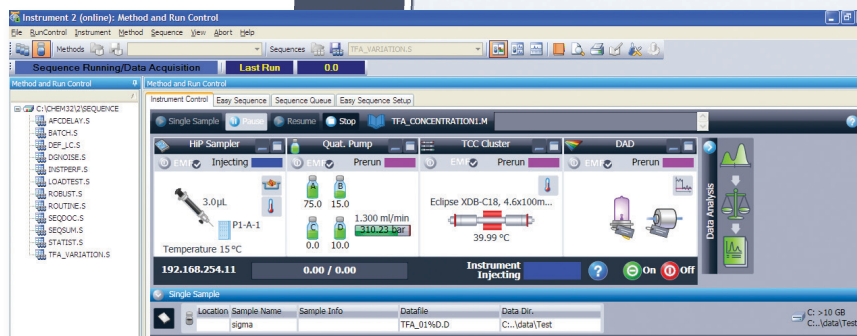 Instrument 2 (online): Method and Run Control
File RunControl Instrument Method Sequence View Abort Help
Methods Sequences TFA_VARIATION.S
Sequence Running/Data Acquisition Last Run 0.0
Method and Run Control Method and Run Control
Instrument Control Easy Sequence Sequence Queue Easy Sequence Setup
C:\CHEM32\2\SEQUENCE
AFCDELAY.S
BATCH.S
DEF_LC.S
DGNOISE.S
INSTPERF.S
LOADTEST.S
ROBUST.S
ROUTINE.S
SEQDOC.S
SEQSUM.S
STATIST.S
TFA_VARIATION.S
Single Sample Pause Resume Stop TFA_CONCENTRATION1.M
HiP Sampler Quat. Pump TCC Cluster DAD
EMF Injecting EMF Prerun EMF Prerun EMF Prerun
3.0µL
P1-A-1
Temperature 15 °C
A B
75.0 15.0
C D
0.0 10.0
1.300 ml/min
310.23 bar
Eclipse XDB-C18, 4.6x100m...
39.99 °C
Data Analysis
192.168.254.11 0.00 / 0.00 Instrument Injecting ? On Off
Single Sample
Location Sample Name Sample Info Datafile Data Dir.
sigma TFA_01%D.D C:..\data\Test
C: >10 GB
C:..\data\Test